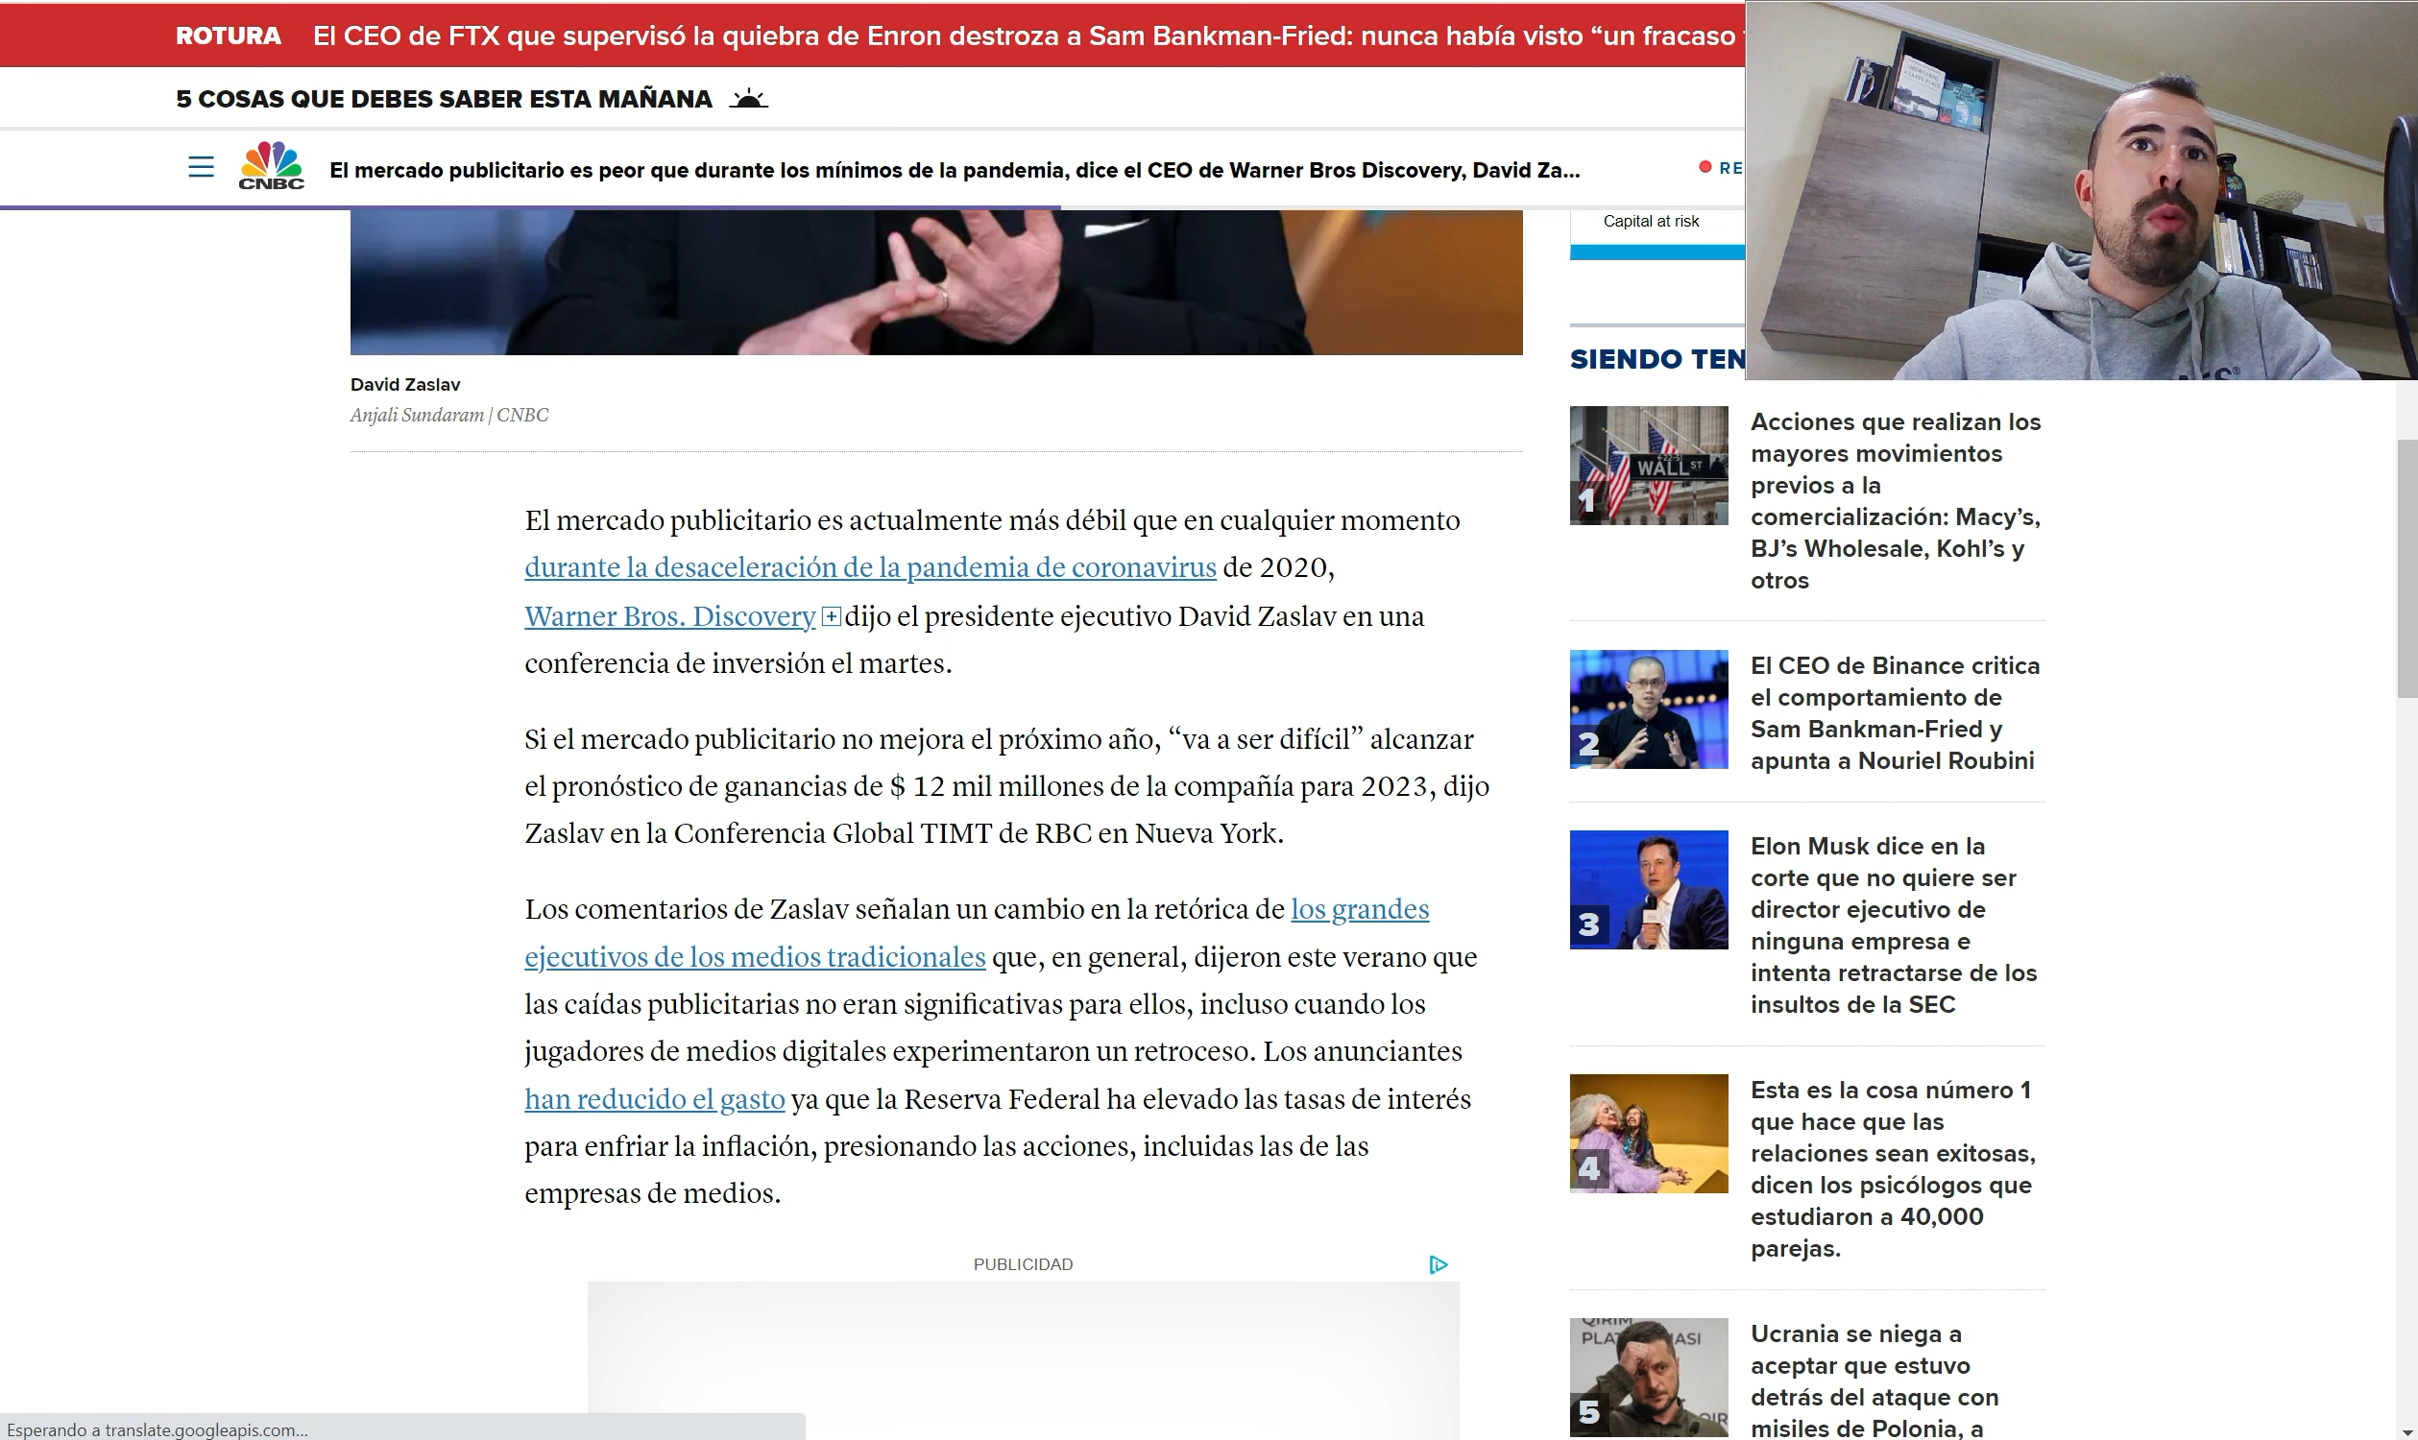 ROTURA El CEO de FTX que supervisó la quiebra de Enron destroza a Sam Bankman-Fried: nunca había visto “un fracaso
5 COSAS QUE DEBES SABER ESTA MAÑANA
CNBC
El mercado publicitario es peor que durante los mínimos de la pandemia, dice el CEO de Warner Bros Discovery, David Za...
RE
Capital at risk
David Zaslav
Anjali Sundaram | CNBC
El mercado publicitario es actualmente más débil que en cualquier momento
durante la desaceleración de la pandemia de coronavirus de 2020,
Warner Bros. Discovery + dijo el presidente ejecutivo David Zaslav en una
conferencia de inversión el martes.
Si el mercado publicitario no mejora el próximo año, “va a ser difícil” alcanzar
el pronóstico de ganancias de $ 12 mil millones de la compañía para 2023, dijo
Zaslav en la Conferencia Global TIMT de RBC en Nueva York.
Los comentarios de Zaslav señalan un cambio en la retórica de los grandes
ejecutivos de los medios tradicionales que, en general, dijeron este verano que
las caídas publicitarias no eran significativas para ellos, incluso cuando los
jugadores de medios digitales experimentaron un retroceso. Los anunciantes
han reducido el gasto ya que la Reserva Federal ha elevado las tasas de interés
para enfriar la inflación, presionando las acciones, incluidas las de las
empresas de medios.
PUBLICIDAD
SIENDO TEN
WALL ST
1
Acciones que realizan los
mayores movimientos
previos a la
comercialización: Macy’s,
BJ’s Wholesale, Kohl’s y
otros
2
El CEO de Binance critica
el comportamiento de
Sam Bankman-Fried y
apunta a Nouriel Roubini
3
Elon Musk dice en la
corte que no quiere ser
director ejecutivo de
ninguna empresa e
intenta retractarse de los
insultos de la SEC
4
Esta es la cosa número 1
que hace que las
relaciones sean exitosas,
dicen los psicólogos que
estudiaron a 40,000
parejas.
5
Ucrania se niega a
aceptar que estuvo
detrás del ataque con
misiles de Polonia, a
Esperando a translate.googleapis.com...